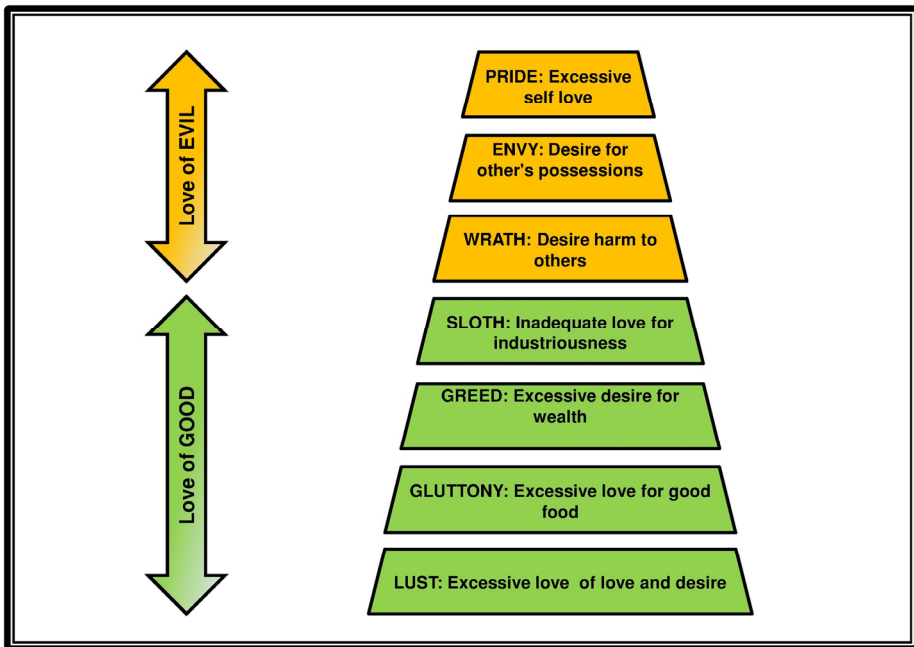 Love of EVIL
PRIDE: Excessive
self love
ENVY: Desire for
other's possessions
WRATH: Desire harm to
others
Love of GOOD
SLOTH: Inadequate love for
industriousness
GREED: Excessive desire for
wealth
GLUTTONY: Excessive love for good
food
LUST: Excessive love  of love and desire